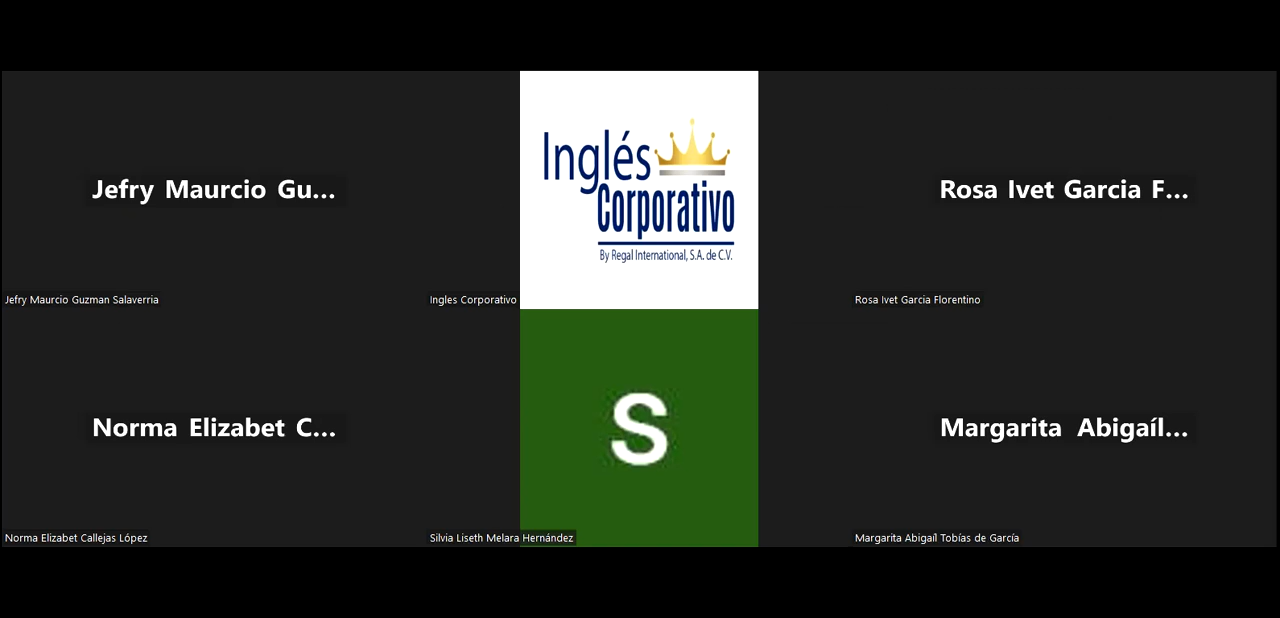 Jefry Maurcio Gu...
Jefry Maurcio Guzman Salaverria
Inglés
Corporativo
By Regal International, S.A. de C.V.
Ingles Corporativo
Rosa Ivet Garcia F...
Rosa Ivet Garcia Florentino
Norma Elizabet C...
Norma Elizabet Callejas López
S
Silvia Liseth Melara Hernández
Margarita Abigaíl...
Margarita Abigaíl Tobías de García